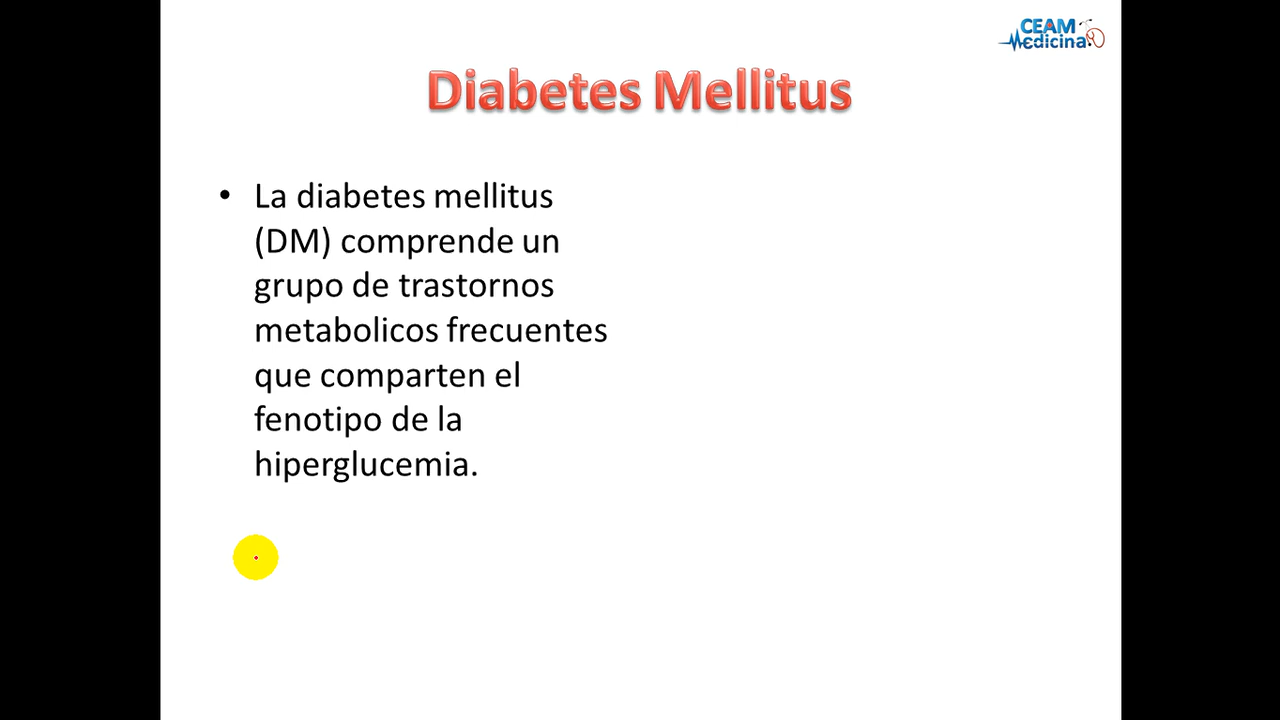 CEAM
Medicina
Diabetes Mellitus
• La diabetes mellitus
(DM) comprende un
grupo de trastornos
metabolicos frecuentes
que comparten el
fenotipo de la
hiperglucemia.